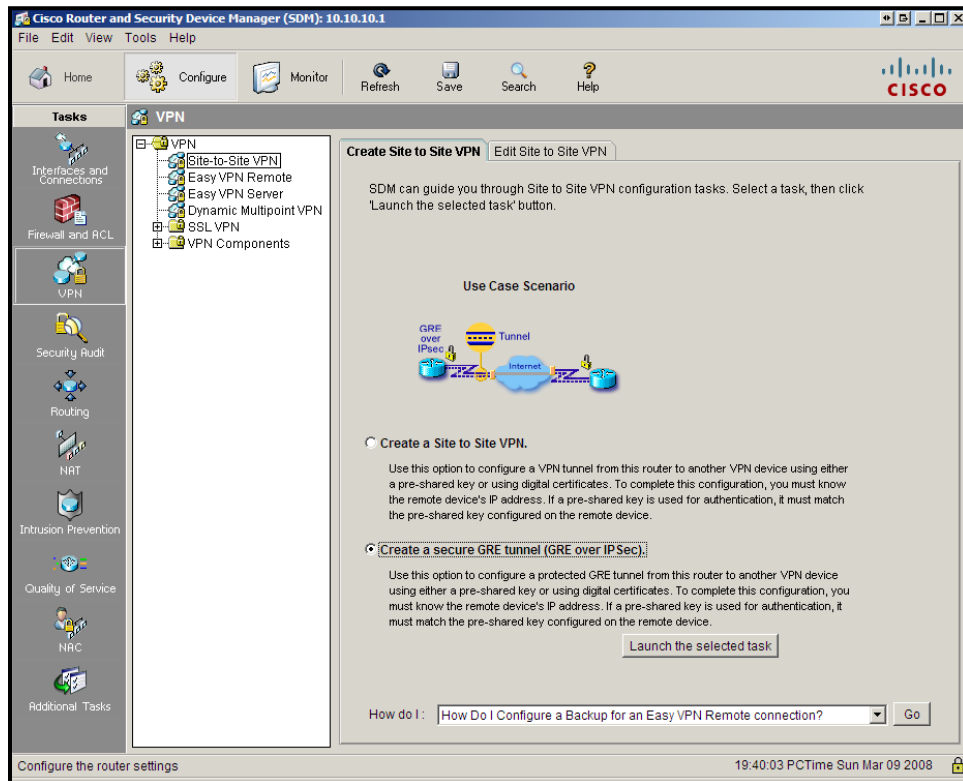 Cisco Router and Security Device Manager (SDM): 10.10.10.1
File Edit View Tools Help
Home
Configure
Monitor
Refresh
Save
Search
Help
CISCO
Tasks
VPN
Interfaces and
Connections
Firewall and ACL
VPN
Security Audit
Routing
NAT
Intrusion Prevention
Quality of Service
NAC
Additional Tasks
VPN
Site-to-Site VPN
Easy VPN Remote
Easy VPN Server
Dynamic Multipoint VPN
SSL VPN
VPN Components
Create Site to Site VPN
Edit Site to Site VPN
SDM can guide you through Site to Site VPN configuration tasks. Select a task, then click
'Launch the selected task' button.
Use Case Scenario
GRE
over
IPsec
Tunnel
Internet
Create a Site to Site VPN.
Use this option to configure a VPN tunnel from this router to another VPN device using either
a pre-shared key or using digital certificates. To complete this configuration, you must know
the remote device's IP address. If a pre-shared key is used for authentication, it must match
the pre-shared key configured on the remote device.
Create a secure GRE tunnel (GRE over IPSec).
Use this option to configure a protected GRE tunnel from this router to another VPN device
using either a pre-shared key or using digital certificates. To complete this configuration, you
must know the remote device's IP address. If a pre-shared key is used for authentication, it
must match the pre-shared key configured on the remote device.
Launch the selected task
How do I : How Do I Configure a Backup for an Easy VPN Remote connection? Go
Configure the router settings
19:40:03 PCTime Sun Mar 09 2008